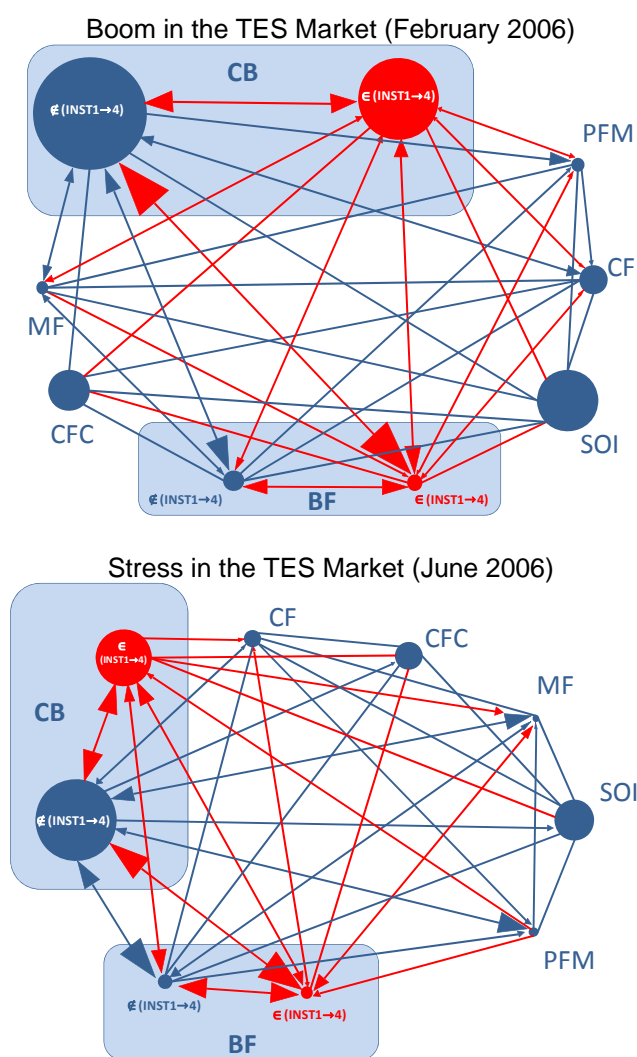 Boom in the TES Market (February 2006)
CB
∉(INST1→4)
∈(INST1→4)
PFM
CF
MF
CFC
SOI
∉(INST1→4)
BF
∈(INST1→4)
Stress in the TES Market (June 2006)
CF
CFC
∈
(INST1→4)
MF
CB
SOI
∉(INST1→4)
PFM
∉(INST1→4)
∈(INST1→4)
BF